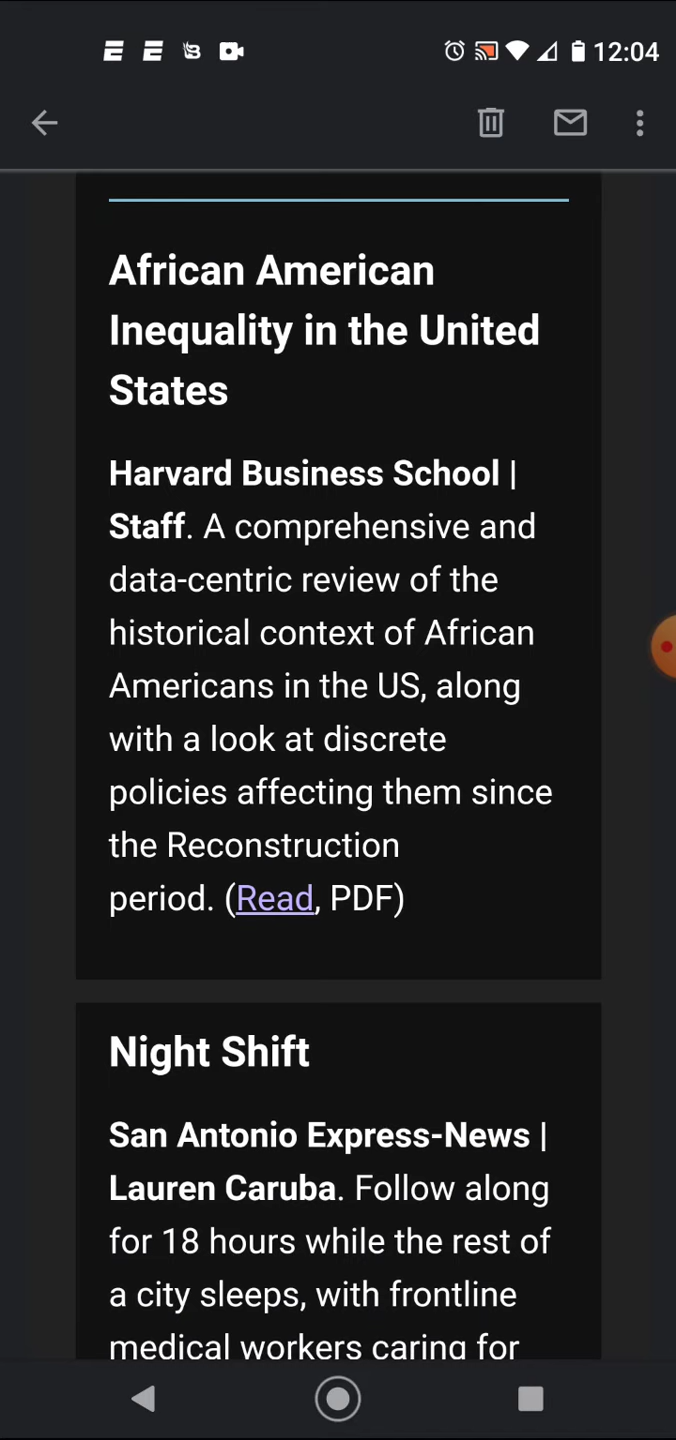 12:04
African American
Inequality in the United
States
Harvard Business School |
Staff. A comprehensive and
data-centric review of the
historical context of African
Americans in the US, along
with a look at discrete
policies affecting them since
the Reconstruction
period. (Read, PDF)
Night Shift
San Antonio Express-News |
Lauren Caruba. Follow along
for 18 hours while the rest of
a city sleeps, with frontline
medical workers caring for